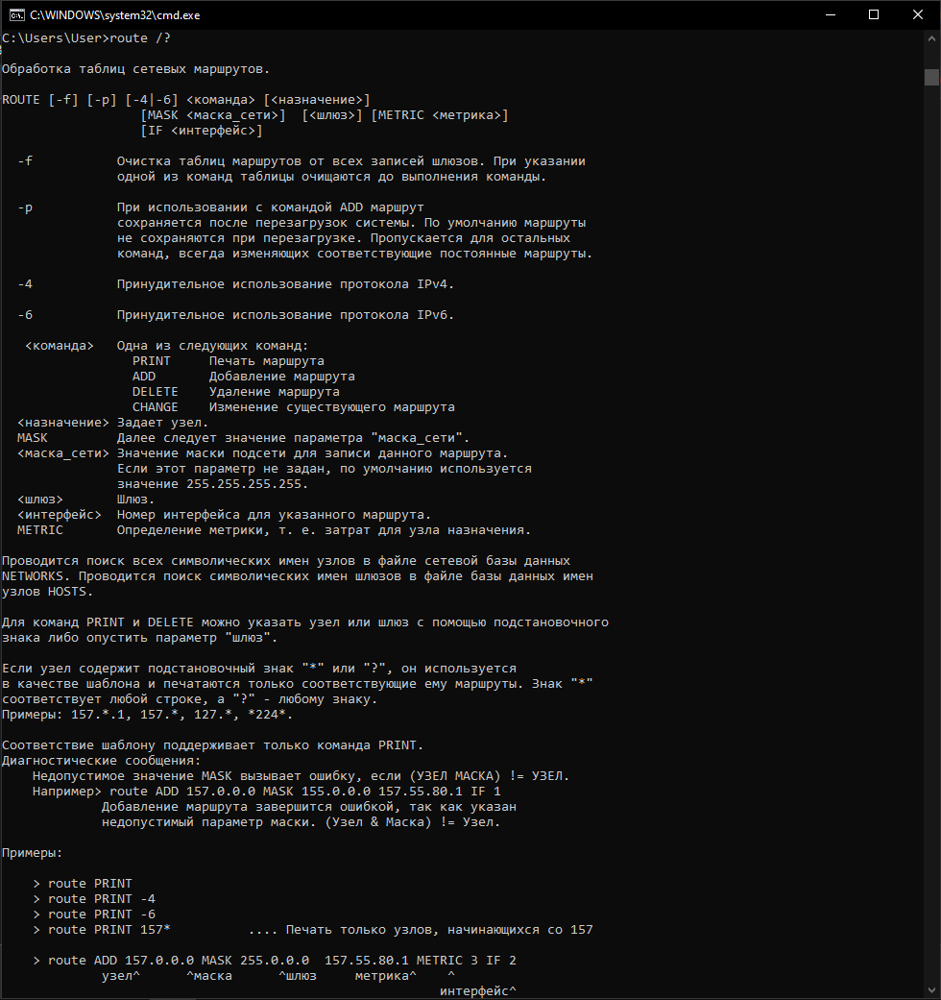 C:\WINDOWS\system32\cmd.exe
C:\Users\User>route /?
Обработка таблиц сетевых маршрутов.
ROUTE [-f] [-p] [-4|-6] <команда> [<назначение>]
[MASK <маска_сети>]  [<шлюз>] [METRIC <метрика>]
[IF <интерфейс>]
-f           Очистка таблиц маршрутов от всех записей шлюзов. При указании
одной из команд таблицы очищаются до выполнения команды.
-p           При использовании с командой ADD маршрут
сохраняется после перезагрузок системы. По умолчанию маршруты
не сохраняются при перезагрузке. Пропускается для остальных
команд, всегда изменяющих соответствующие постоянные маршруты.
-4           Принудительное использование протокола IPv4.
-6           Принудительное использование протокола IPv6.
<команда>   Одна из следующих команд:
PRINT     Печать маршрута
ADD       Добавление маршрута
DELETE    Удаление маршрута
CHANGE    Изменение существующего маршрута
<назначение> Задает узел.
MASK         Далее следует значение параметра "маска_сети".
<маска_сети> Значение маски подсети для записи данного маршрута.
Если этот параметр не задан, по умолчанию используется
значение 255.255.255.255.
<шлюз>       Шлюз.
<интерфейс>  Номер интерфейса для указанного маршрута.
METRIC       Определение метрики, т. е. затрат для узла назначения.
Проводится поиск всех символических имен узлов в файле сетевой базы данных
NETWORKS. Проводится поиск символических имен шлюзов в файле базы данных имен
узлов HOSTS.
Для команд PRINT и DELETE можно указать узел или шлюз с помощью подстановочного
знака либо опустить параметр "шлюз".
Если узел содержит подстановочный знак "*" или "?", он используется
в качестве шаблона и печатаются только соответствующие ему маршруты. Знак "*"
соответствует любой строке, а "?" - любому знаку.
Примеры: 157.*.1, 157.*, 127.*, *224*.
Соответствие шаблону поддерживает только команда PRINT.
Диагностические сообщения:
Недопустимое значение MASK вызывает ошибку, если (УЗЕЛ МАСКА) != УЗЕЛ.
Например> route ADD 157.0.0.0 MASK 155.0.0.0 157.55.80.1 IF 1
Добавление маршрута завершится ошибкой, так как указан
недопустимый параметр маски. (Узел & Маска) != Узел.
Примеры:
> route PRINT
> route PRINT -4
> route PRINT -6
> route PRINT 157*          .... Печать только узлов, начинающихся со 157
> route ADD 157.0.0.0 MASK 255.0.0.0  157.55.80.1 METRIC 3 IF 2
узел^      ^маска      ^шлюз     метрика^    ^
интерфейс^